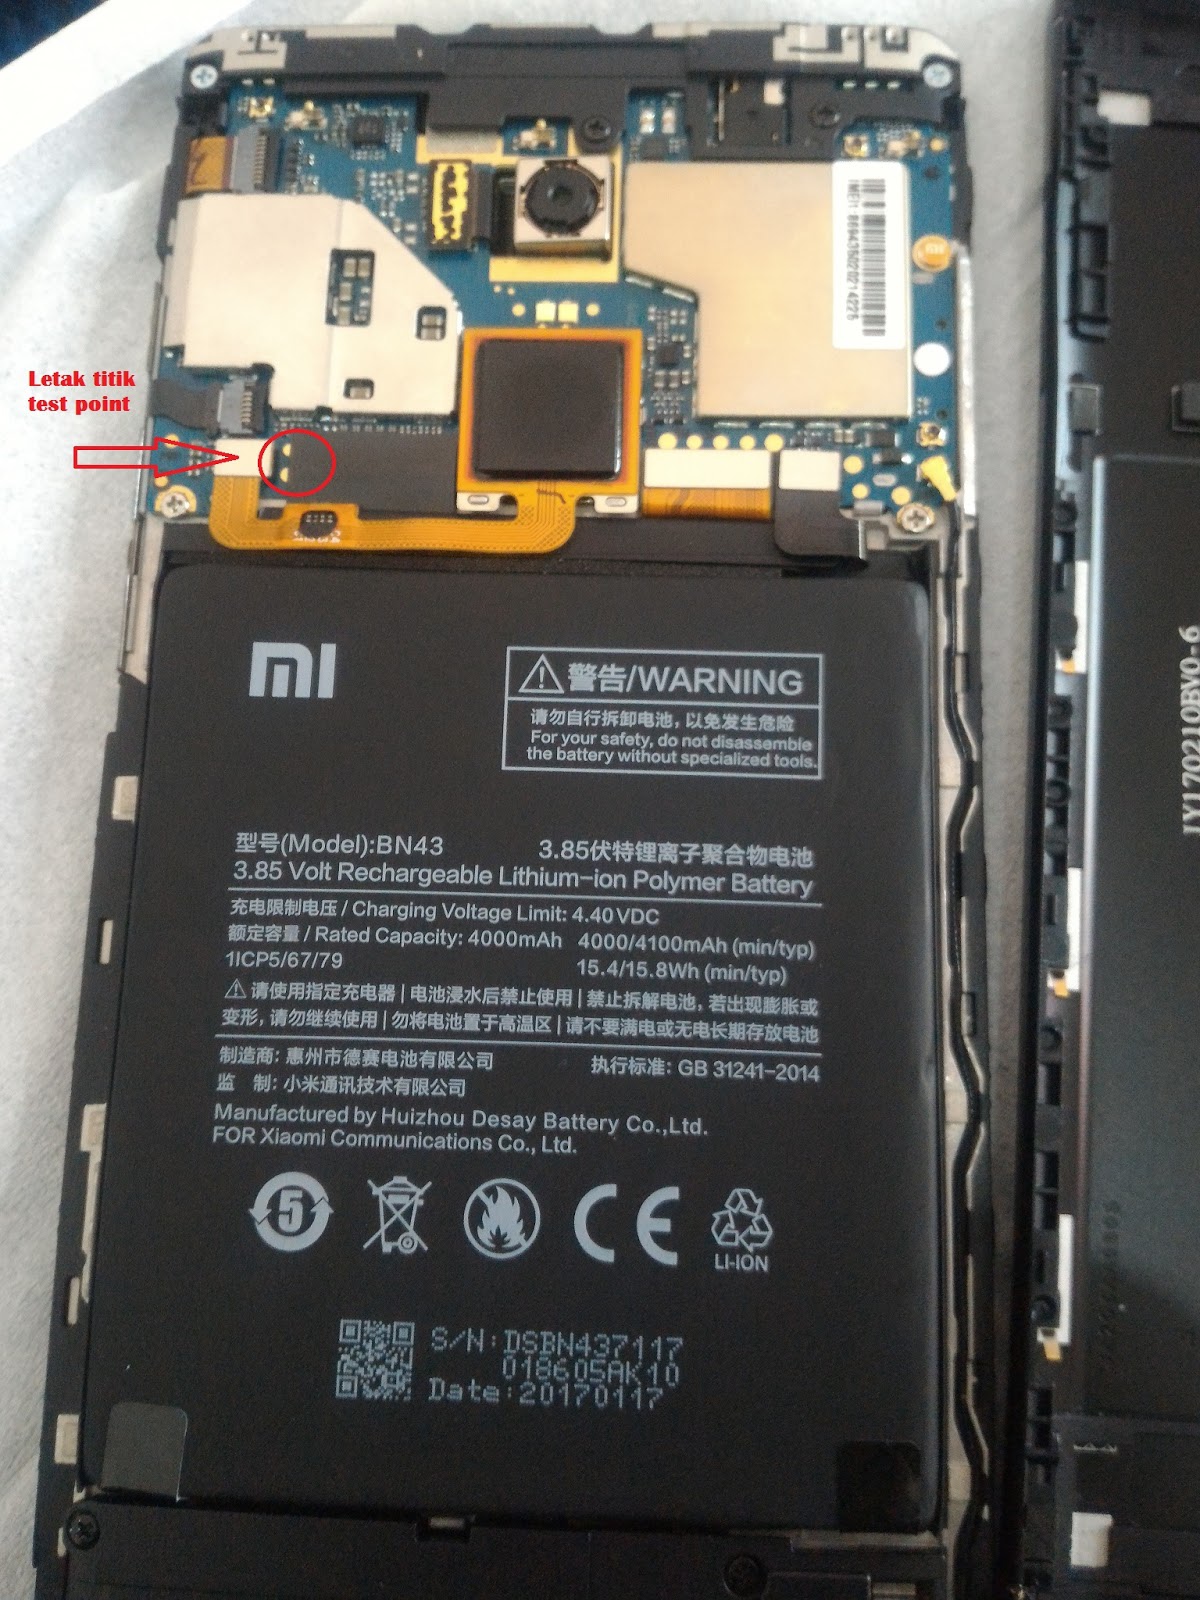 IMEI1:869435020214226
Letak titik
test point
MI
警告/WARNING
请勿自行拆卸电池，以免发生危险
For your safety, do not disassemble
the battery without specialized tools.
型号(Model):BN43 3.85伏特锂离子聚合物电池
3.85 Volt Rechargeable Lithium-ion Polymer Battery
充电限制电压 / Charging Voltage Limit: 4.40VDC
额定容量 / Rated Capacity: 4000mAh 4000/4100mAh (min/typ)
1ICP5/67/79 15.4/15.8Wh (min/typ)
⚠请使用指定充电器 | 电池浸水后禁止使用 | 禁止拆解电池，若出现膨胀或
变形，请勿继续使用 | 勿将电池置于高温区 | 请不要满电或无电长期存放电池
制造商: 惠州市德赛电池有限公司 执行标准: GB 31241-2014
监 制: 小米通讯技术有限公司
Manufactured by Huizhou Desay Battery Co.,Ltd.
FOR Xiaomi Communications Co., Ltd.
5
CE
LI-ION
S/N:DSBN437117
018605AK10
Date:20170117
JY170210BV0-6